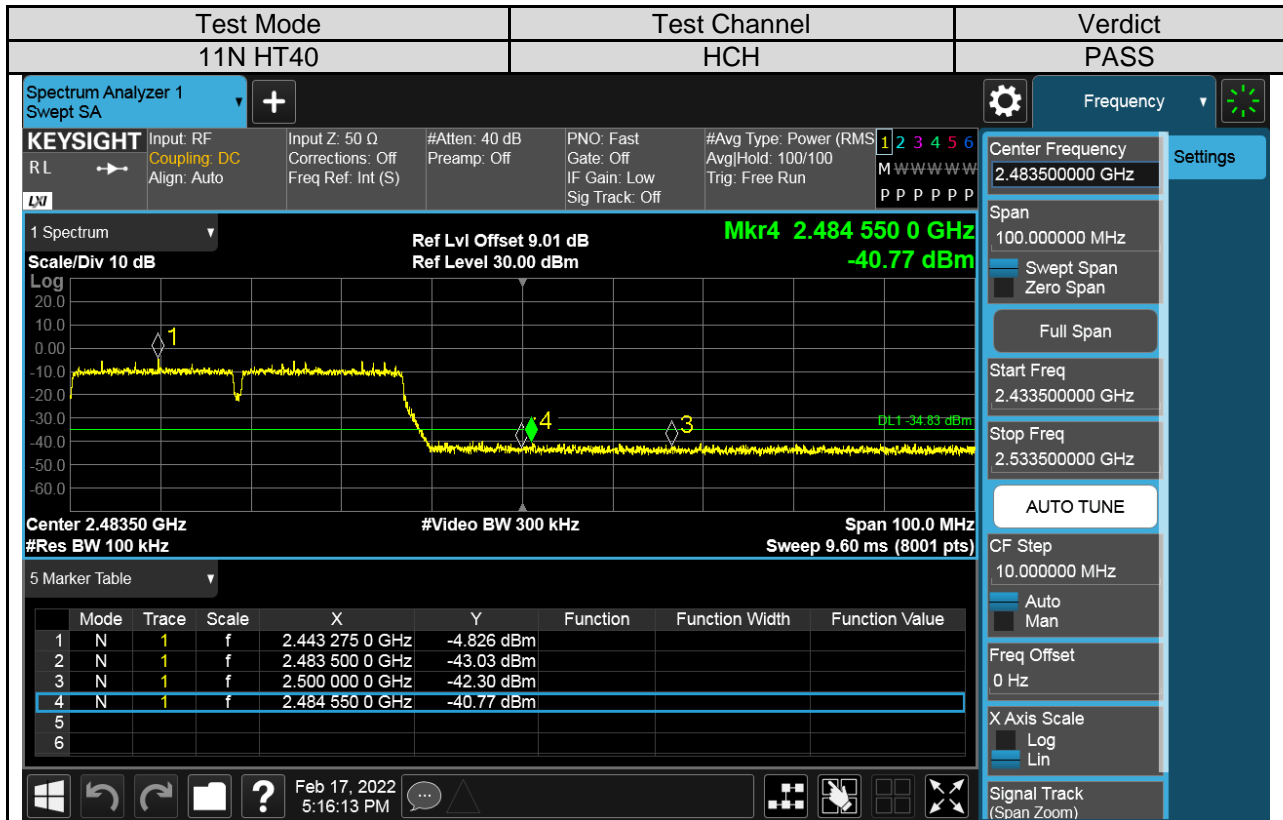 Test Mode Test Channel Verdict
11N HT40 HCH PASS
Spectrum Analyzer 1
Swept SA
+
Frequency
KEYSIGHT
RL
LXI
Input: RF
Coupling: DC
Align: Auto
Input Z: 50 Ω
Corrections: Off
Freq Ref: Int (S)
#Atten: 40 dB
Preamp: Off
PNO: Fast
Gate: Off
IF Gain: Low
Sig Track: Off
#Avg Type: Power (RMS
Avg|Hold: 100/100
Trig: Free Run
1 2 3 4 5 6
M W W W W W
P P P P P P
1 Spectrum
Scale/Div 10 dB
Ref Lvl Offset 9.01 dB
Ref Level 30.00 dBm
Mkr4 2.484 550 0 GHz
-40.77 dBm
Log
20.0
10.0
0.00
-10.0
-20.0
-30.0
-40.0
-50.0
-60.0
1
4
3
DL1 -34.83 dBm
Center 2.48350 GHz
#Video BW 300 kHz
Span 100.0 MHz
#Res BW 100 kHz
Sweep 9.60 ms (8001 pts)
5 Marker Table
Mode Trace Scale X Y Function Function Width Function Value
1 N 1 f 2.443 275 0 GHz -4.826 dBm
2 N 1 f 2.483 500 0 GHz -43.03 dBm
3 N 1 f 2.500 000 0 GHz -42.30 dBm
4 N 1 f 2.484 550 0 GHz -40.77 dBm
5
6
?
Feb 17, 2022
5:16:13 PM
Center Frequency
2.483500000 GHz
Settings
Span
100.000000 MHz
Swept Span
Zero Span
Full Span
Start Freq
2.433500000 GHz
Stop Freq
2.533500000 GHz
AUTO TUNE
CF Step
10.000000 MHz
Auto
Man
Freq Offset
0 Hz
X Axis Scale
Log
Lin
Signal Track
(Span Zoom)